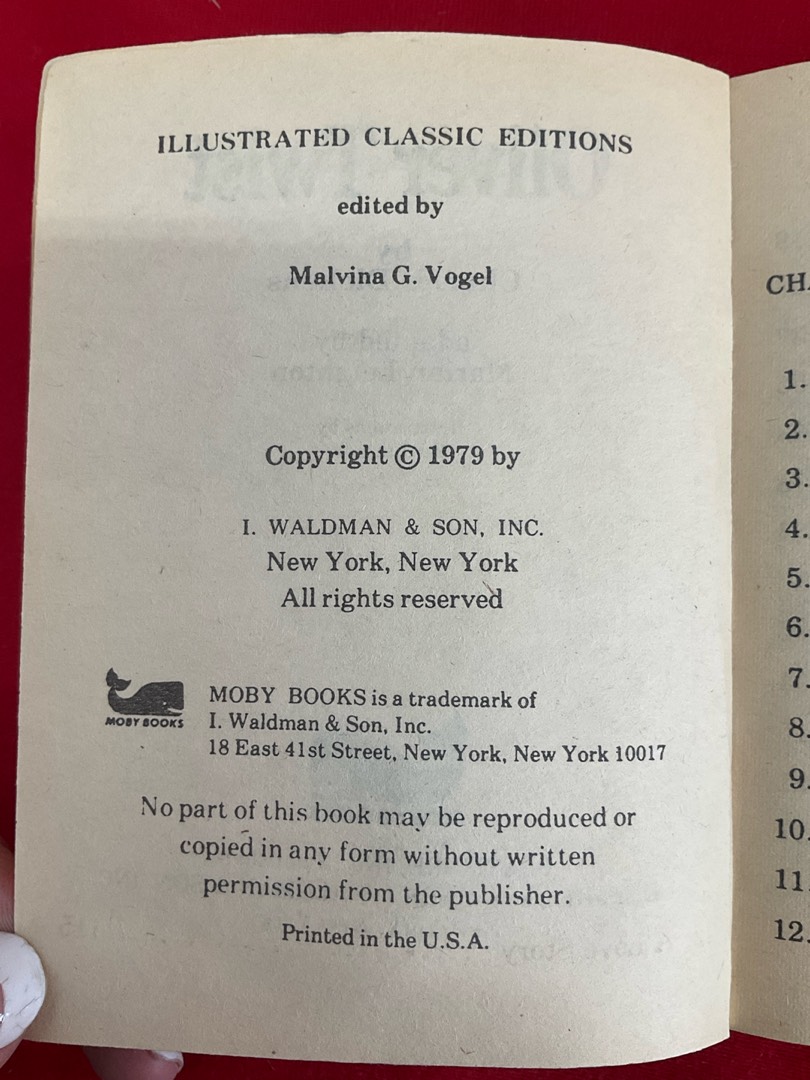 ILLUSTRATED CLASSIC EDITIONS
edited by
Malvina G. Vogel
Copyright © 1979 by
I. WALDMAN & SON, INC.
New York, New York
All rights reserved
MOBY BOOKS
MOBY BOOKS is a trademark of
I. Waldman & Son, Inc.
18 East 41st Street, New York, New York 10017
No part of this book may be reproduced or
copied in any form without written
permission from the publisher.
Printed in the U.S.A.
1.
2.
3.
4.
5.
6.
7.
8.
9.
10.
11
12.